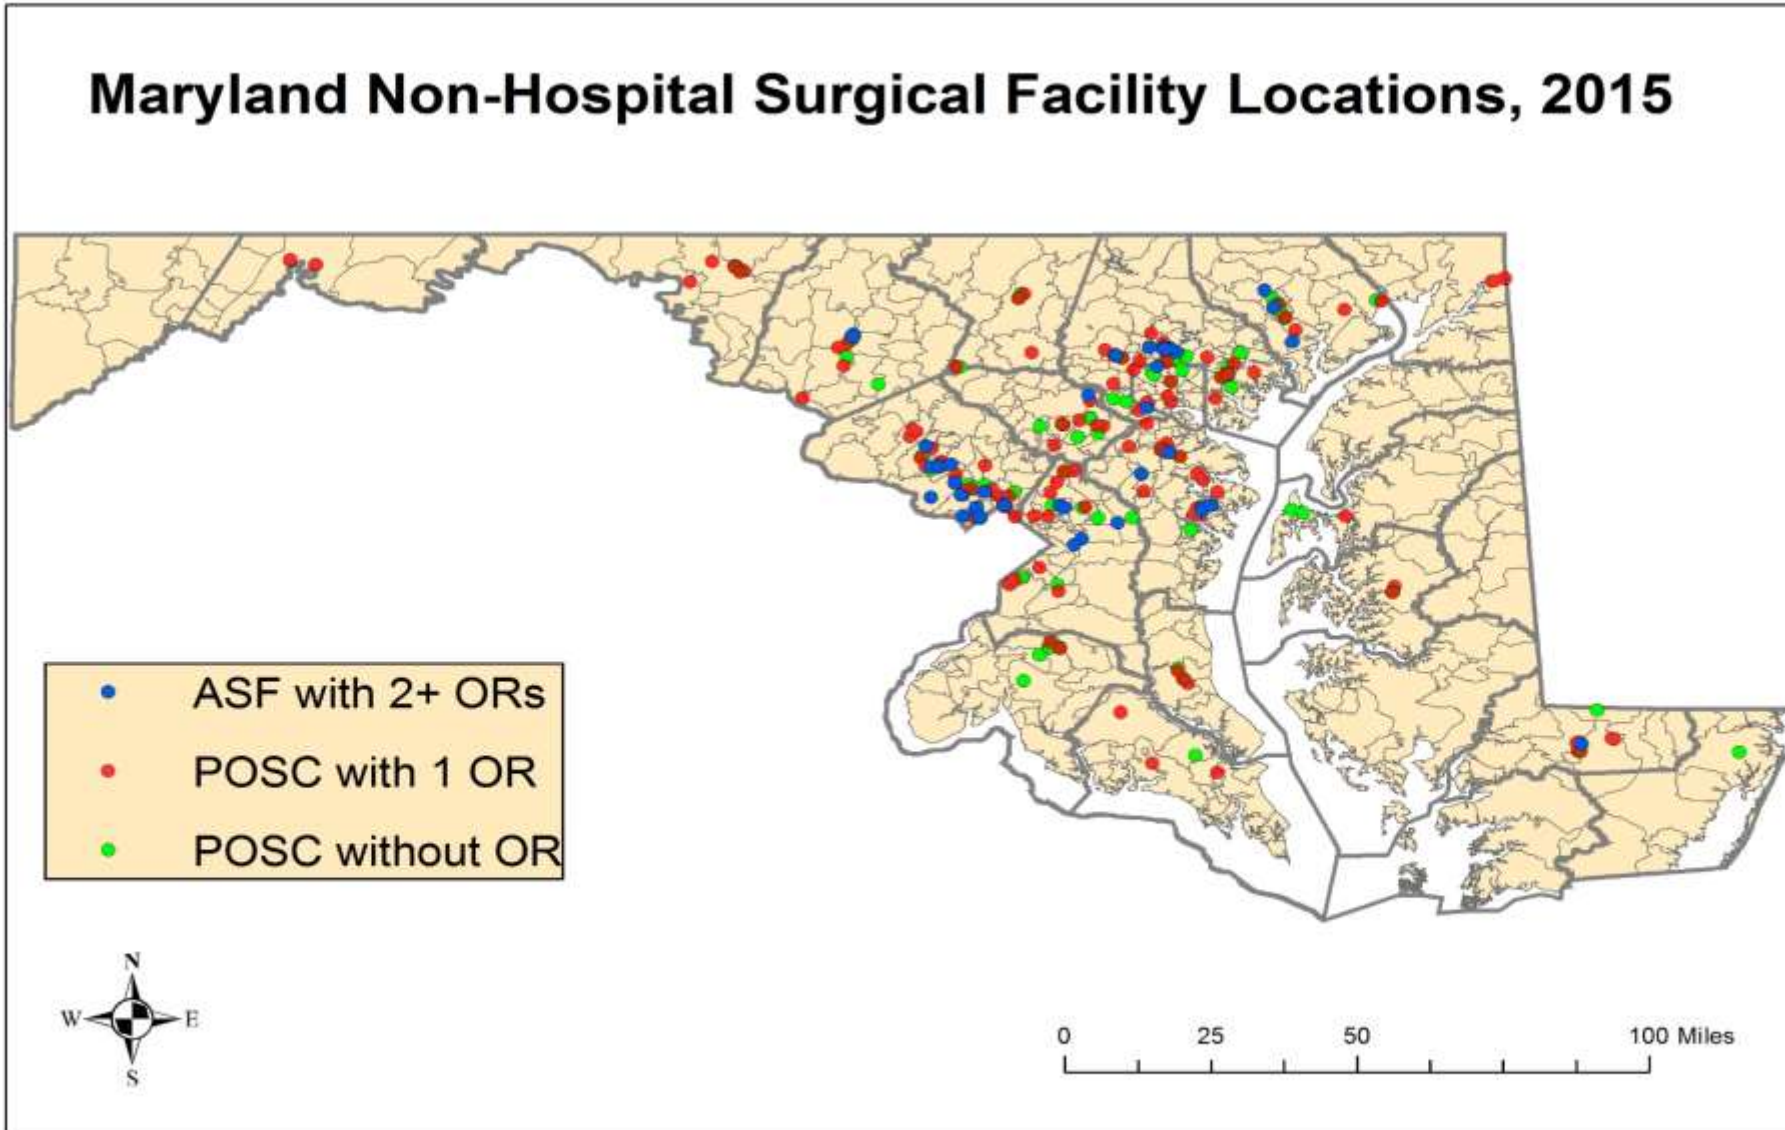 Maryland Non-Hospital Surgical Facility Locations, 2015
ASF with 2+ ORs
POSC with 1 OR
POSC without OR
N
W E
S
0 25 50 100 Miles